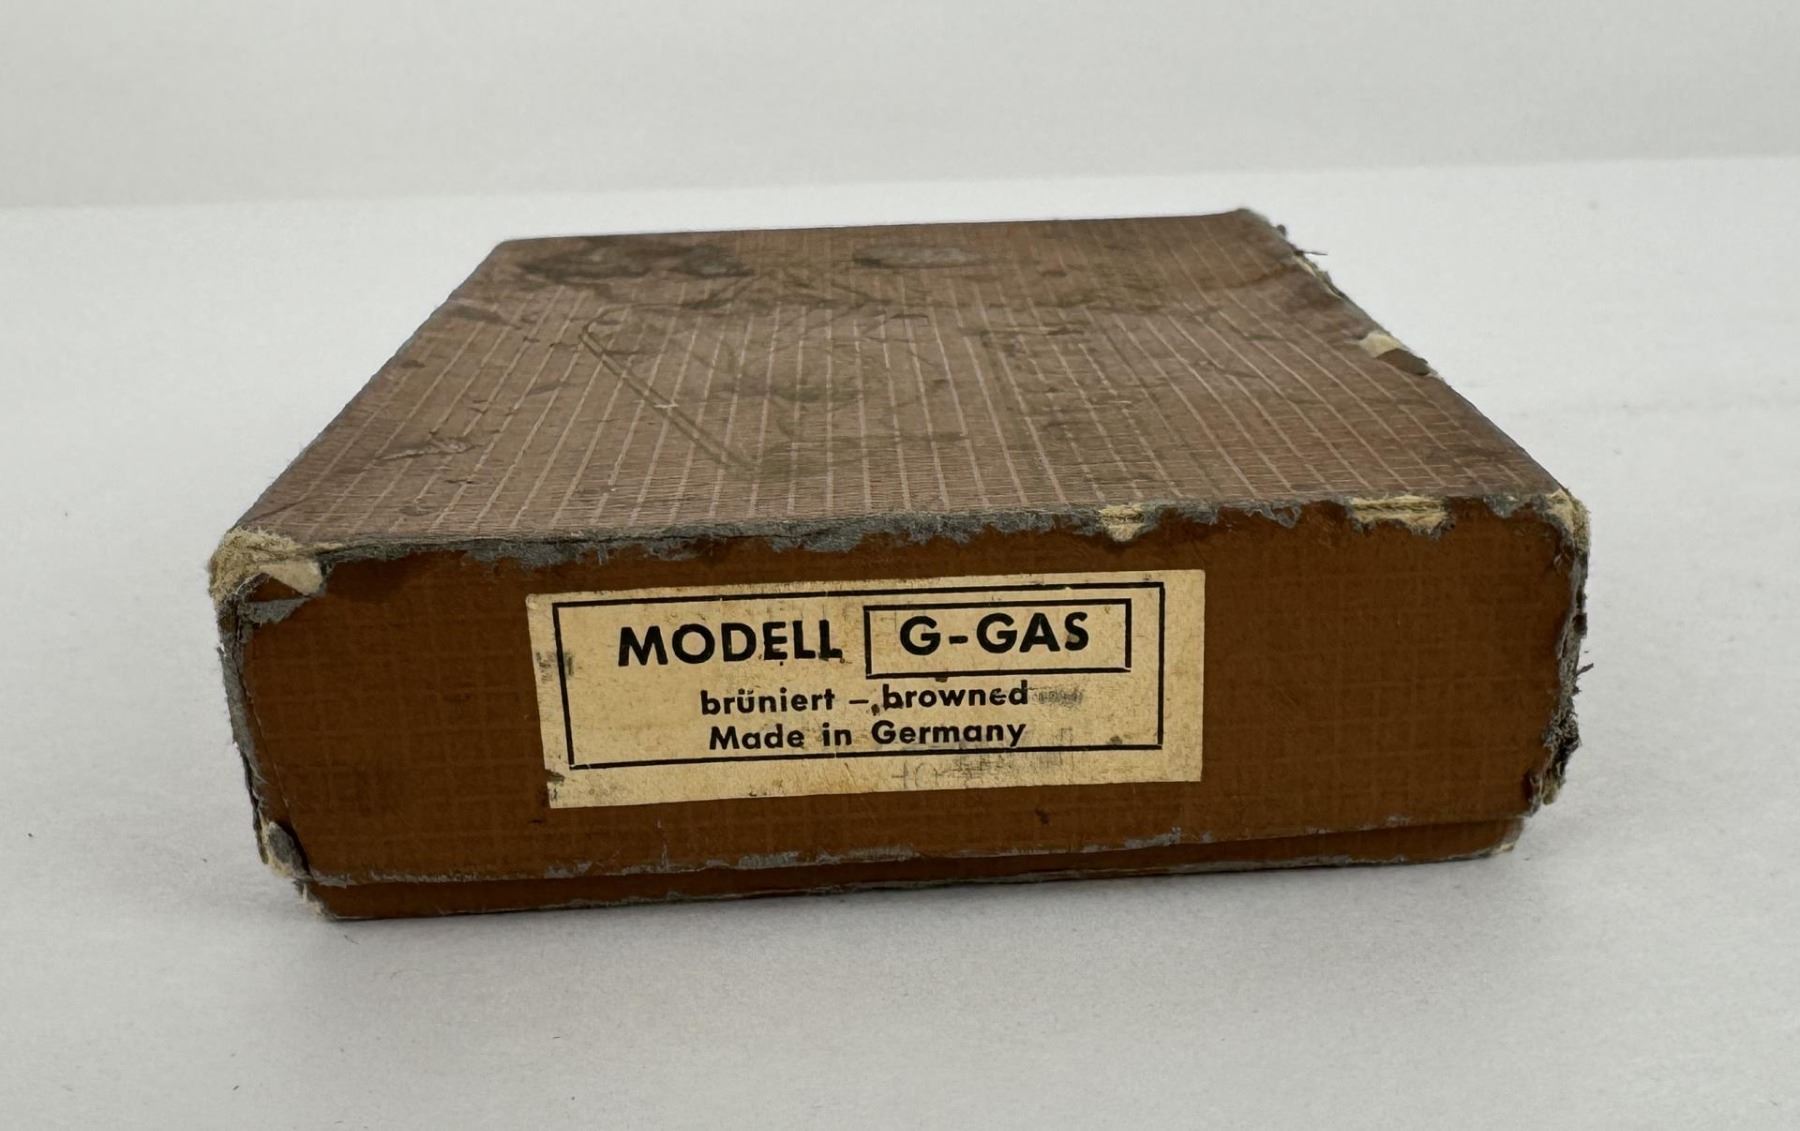 MODELL G-GAS
brüniert – browned
Made in Germany